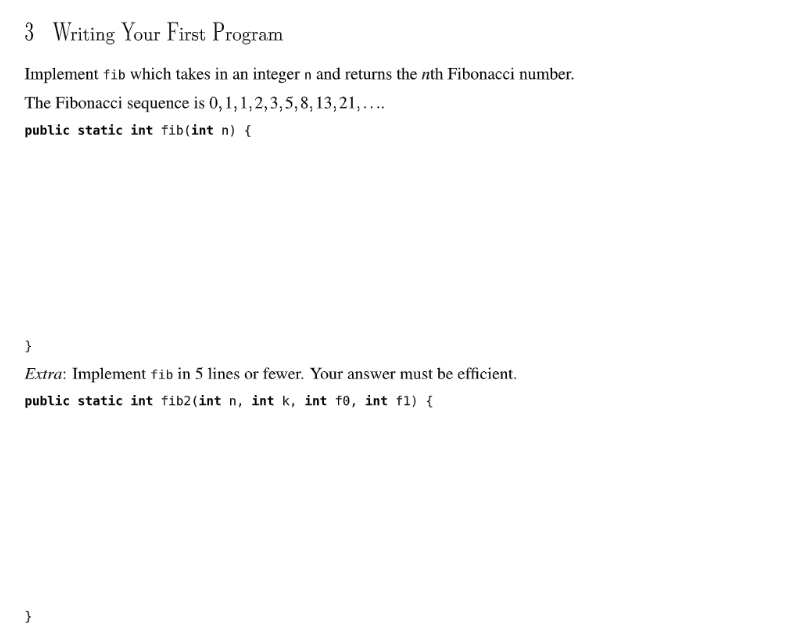 3 Writing Your First Program
Implement fib which takes in an integer n and returns the nth Fibonacci number.
The Fibonacci sequence is 0, 1, 1, 2, 3, 5, 8, 13, 21, ....
public static int fib(int n) {
}
Extra: Implement fib in 5 lines or fewer. Your answer must be efficient.
public static int fib2(int n, int k, int f0, int f1) {
}